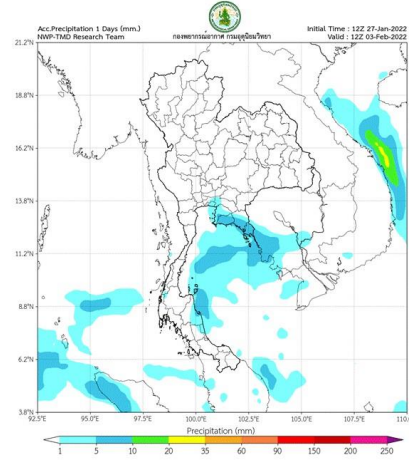 Acc.Precipitation 1 Days (mm.)
NWP-TMD Research Team
กองพยากรณ์อากาศ กรมอุตุนิยมวิทยา
Initial Time : 12Z 27-Jan-2022
Valid : 12Z 03-Feb-2022
21.2°N
18.8°N
16.2°N
13.8°N
11.2°N
8.8°N
6.2°N
3.8°N
92.5°E 95.0°E 97.5°E 100.0°E 102.5°E 105.0°E 107.5°E 110.0
Precipitation (mm)
1 5 10 20 35 60 90 150 200 250